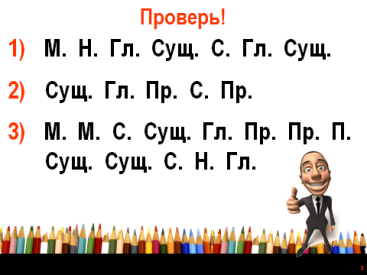 Проверь!
1) М. Н. Гл. Сущ. С. Гл. Сущ.
2) Сущ. Гл. Пр. С. Пр.
3) М. М. С. Сущ. Гл. Пр. Пр. П.
Сущ. Сущ. С. Н. Гл.
3